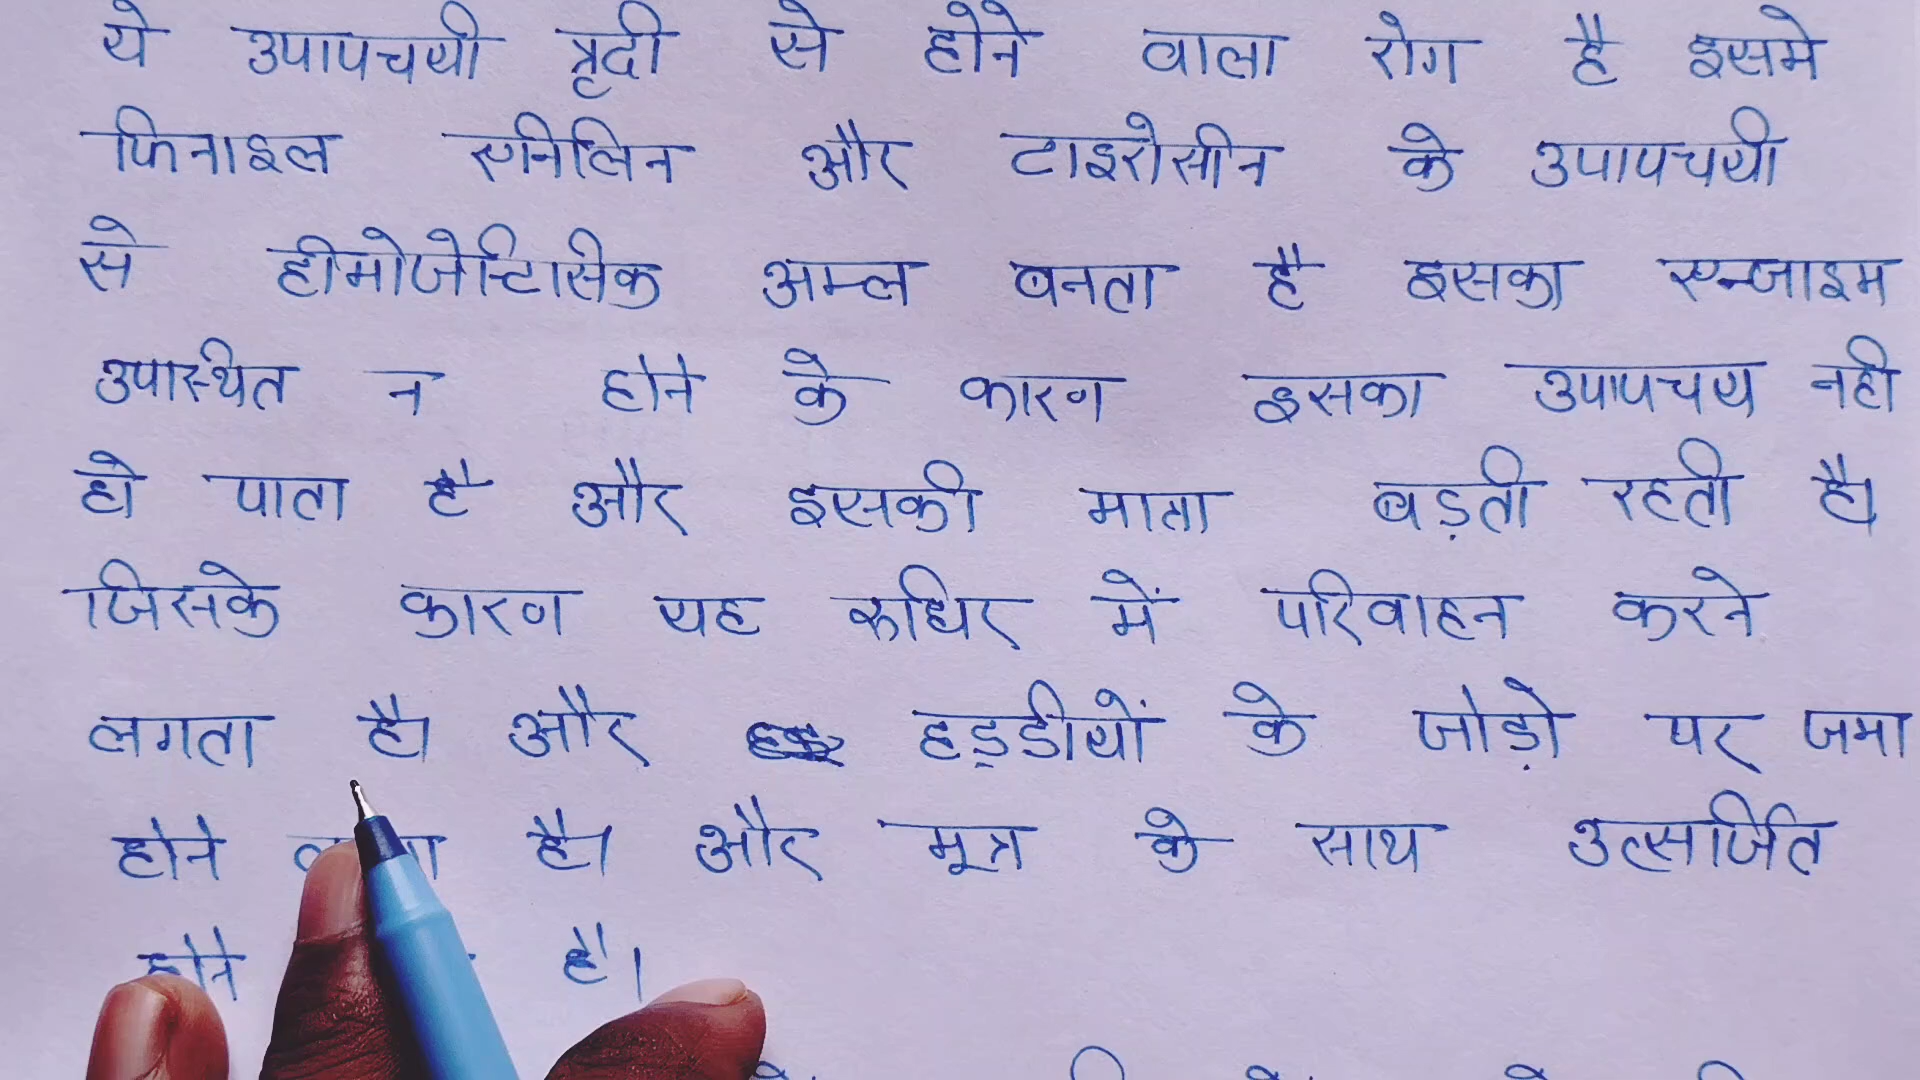 ये उपापचयी त्रृदी से होने वाला रोग है इसमे
फिनाइल एनिलिन और टाइरोसीन के उपापचयी
से हीमोजेन्टिसिक अम्ल बनता है इसका एन्जाइम
उपास्थित न होने के कारण इसका उपापचय नही
हो पाता है और इसकी मात्रा बड़ती रहती है।
जिसके कारण यह रुधिर में परिवाहन करने
लगता है। और हड्डीयों के जोड़ो पर जमा
होने है। और मूत्र के साथ उत्सर्जित
होने है।